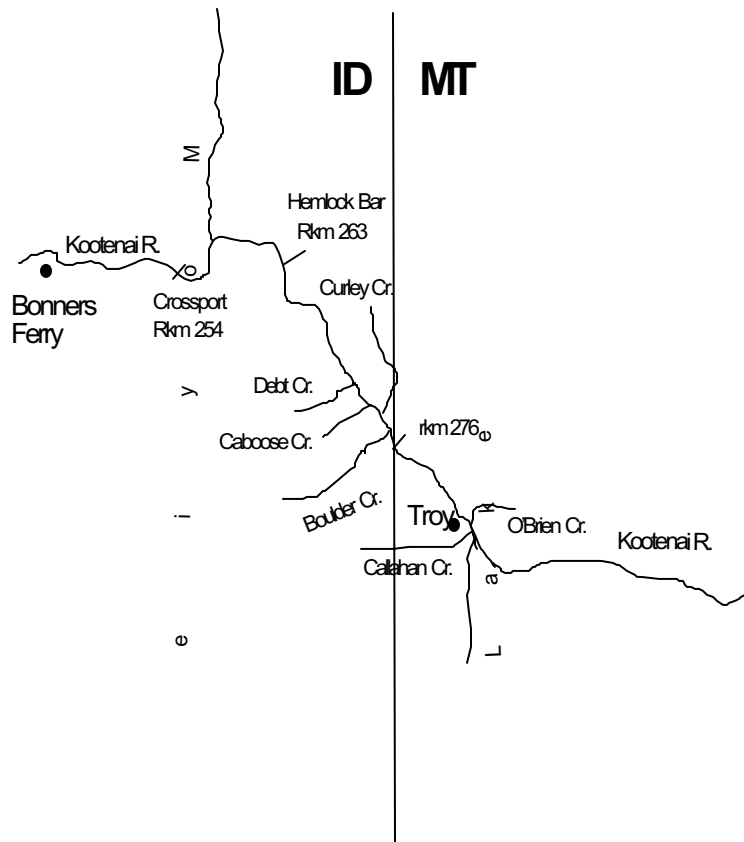 ID MT
M
o
y
i
e
Hemlock Bar
Rkm 263
Kootenai R.
Curley Cr.
Bonners
Ferry
Crossport
Rkm 254
Debt Cr.
Caboose Cr.
rkm 276
Boulder Cr.
Troy
O'Brien Cr.
Kootenai R.
Callahan Cr.
L
a
k
e